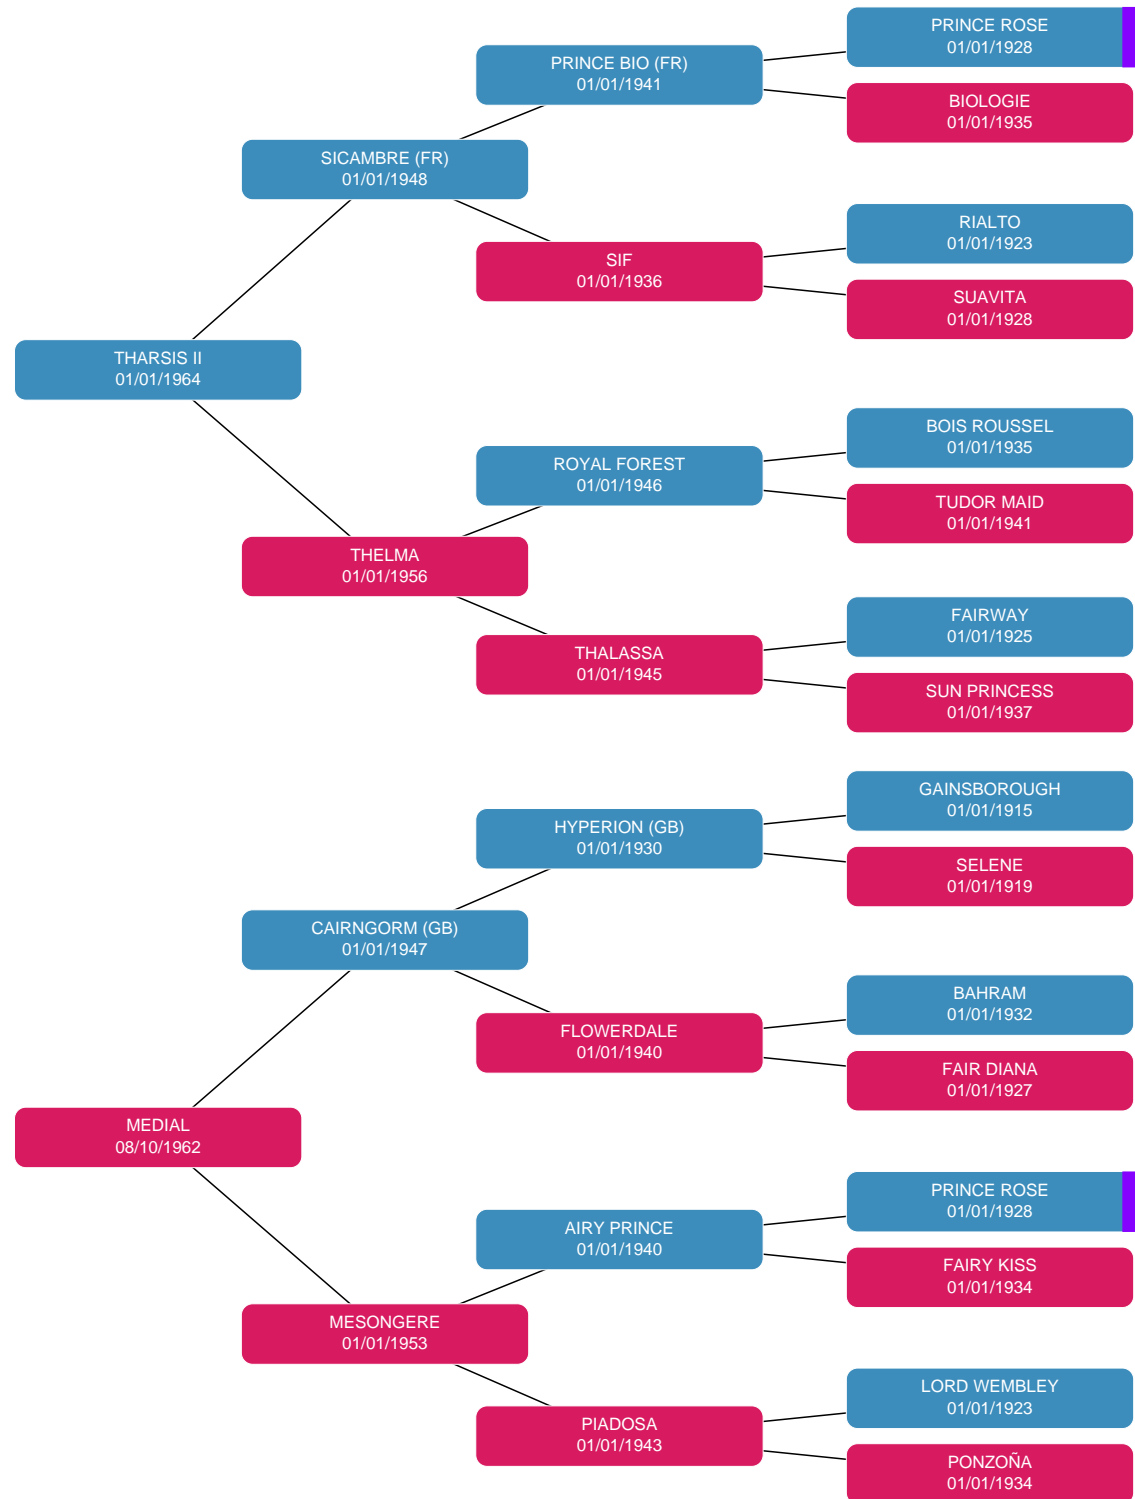 PRINCE ROSE
01/01/1928
PRINCE BIO (FR)
01/01/1941
BIOLOGIE
01/01/1935
SICAMBRE (FR)
01/01/1948
RIALTO
01/01/1923
SIF
01/01/1936
SUAVITA
01/01/1928
THARSIS II
01/01/1964
BOIS ROUSSEL
01/01/1935
ROYAL FOREST
01/01/1946
TUDOR MAID
01/01/1941
THELMA
01/01/1956
FAIRWAY
01/01/1925
THALASSA
01/01/1945
SUN PRINCESS
01/01/1937
GAINSBOROUGH
01/01/1915
HYPERION (GB)
01/01/1930
SELENE
01/01/1919
CAIRNGORM (GB)
01/01/1947
BAHRAM
01/01/1932
FLOWERDALE
01/01/1940
FAIR DIANA
01/01/1927
MEDIAL
08/10/1962
PRINCE ROSE
01/01/1928
AIRY PRINCE
01/01/1940
FAIRY KISS
01/01/1934
MESONGERE
01/01/1953
LORD WEMBLEY
01/01/1923
PIADOSA
01/01/1943
PONZOÑA
01/01/1934